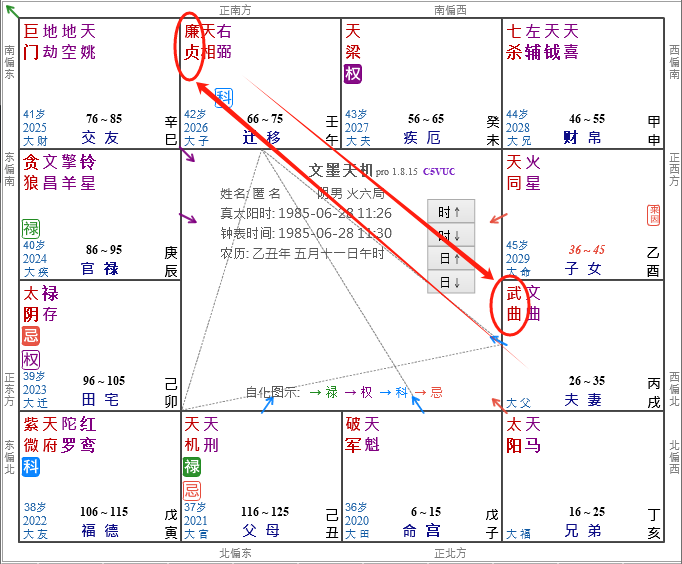 正南方
南偏西
南偏东
巨地地天
门劫空姚
41岁
2025
大财
76～85
交友
辛
巳
廉天右
贞相弼
科
42岁
2026
大子
66～75
迁移
壬
午
天
梁
权
43岁
2027
大夫
56～65
疾厄
癸
未
七左天天
杀辅钺喜
44岁
2028
大兄
46～55
财帛
甲
申
西偏南
东偏南
贪文擎铃
狼昌羊星
禄
40岁
2024
大疾
86～95
官禄
庚
辰
文墨天机 pro 1.8.15 C5VUC
姓名: 匿名 阴男 火六局
真太阳时: 1985-06-28 11:26
钟表时间: 1985-06-28 11:30
农历: 乙丑年 五月十一日午时
时↑
时↓
日↑
日↓
自化图示: →禄 →权 →科 →忌
天火
同星
来因
45岁
2029
大命
36～45
子女
乙
酉
正西方
太禄
阴存
忌
权
39岁
2023
大迁
96～105
田宅
己
卯
正东方
武文
曲曲
大父
26～35
夫妻
丙
戌
西偏北
东偏北
紫天陀红
微府罗鸾
科
38岁
2022
大友
106～115
福德
戊
寅
天天
机刑
禄
忌
37岁
2021
大官
116～125
父母
己
丑
破天
军魁
36岁
2020
大田
6～15
命宫
戊
子
太天
阳马
大福
16～25
兄弟
丁
亥
北偏西
北偏东
正北方